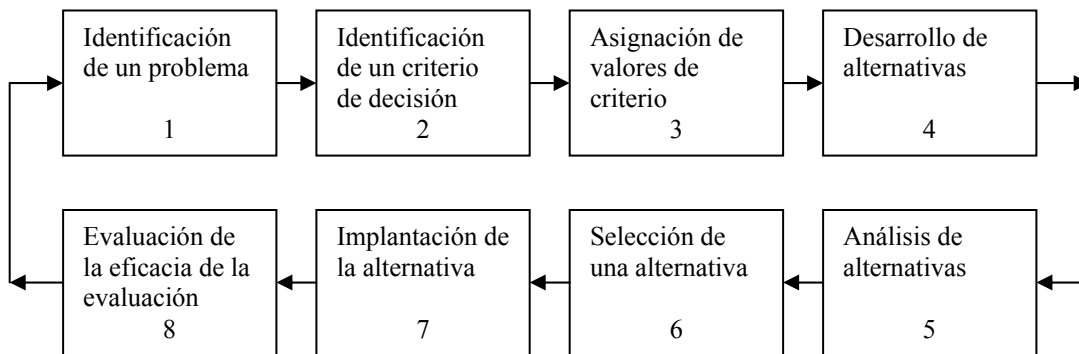 Identificación
de un problema
1
Identificación
de un criterio
de decisión
2
Asignación de
valores de
criterio
3
Desarrollo de
alternativas
4
Análisis de
alternativas
5
Selección de
una alternativa
6
Implantación de
la alternativa
7
Evaluación de
la eficacia de la
evaluación
8